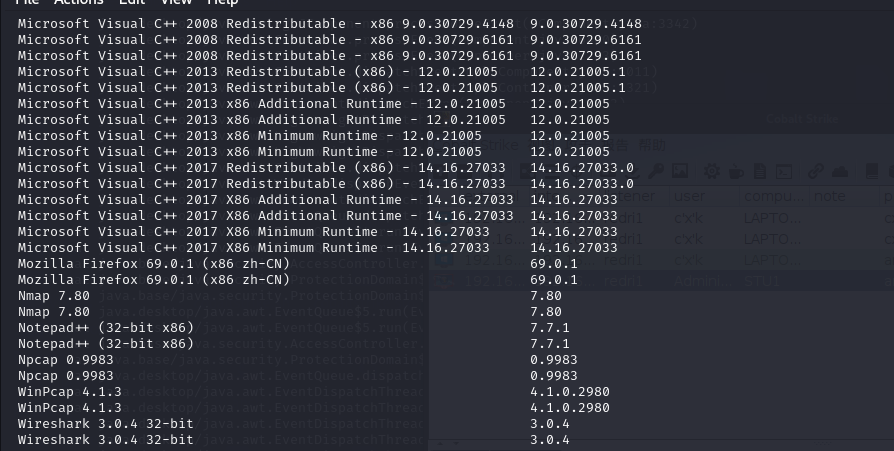 File Actions Edit View Help
Microsoft Visual C++ 2008 Redistributable - x86 9.0.30729.4148 9.0.30729.4148
Microsoft Visual C++ 2008 Redistributable - x86 9.0.30729.6161 9.0.30729.6161
Microsoft Visual C++ 2008 Redistributable - x86 9.0.30729.6161 9.0.30729.6161
Microsoft Visual C++ 2013 Redistributable (x86) - 12.0.21005 12.0.21005.1
Microsoft Visual C++ 2013 Redistributable (x86) - 12.0.21005 12.0.21005.1
Microsoft Visual C++ 2013 x86 Additional Runtime - 12.0.21005 12.0.21005
Microsoft Visual C++ 2013 x86 Additional Runtime - 12.0.21005 12.0.21005
Microsoft Visual C++ 2013 x86 Minimum Runtime - 12.0.21005 12.0.21005
Microsoft Visual C++ 2013 x86 Minimum Runtime - 12.0.21005 12.0.21005
Microsoft Visual C++ 2017 Redistributable (x86) - 14.16.27033 14.16.27033.0
Microsoft Visual C++ 2017 Redistributable (x86) - 14.16.27033 14.16.27033.0
Microsoft Visual C++ 2017 X86 Additional Runtime - 14.16.27033 14.16.27033
Microsoft Visual C++ 2017 X86 Additional Runtime - 14.16.27033 14.16.27033
Microsoft Visual C++ 2017 X86 Minimum Runtime - 14.16.27033 14.16.27033
Microsoft Visual C++ 2017 X86 Minimum Runtime - 14.16.27033 14.16.27033
Mozilla Firefox 69.0.1 (x86 zh-CN) 69.0.1
Mozilla Firefox 69.0.1 (x86 zh-CN) 69.0.1
Nmap 7.80 7.80
Nmap 7.80 7.80
Notepad++ (32-bit x86) 7.7.1
Notepad++ (32-bit x86) 7.7.1
Npcap 0.9983 0.9983
Npcap 0.9983 0.9983
WinPcap 4.1.3 4.1.0.2980
WinPcap 4.1.3 4.1.0.2980
Wireshark 3.0.4 32-bit 3.0.4
Wireshark 3.0.4 32-bit 3.0.4